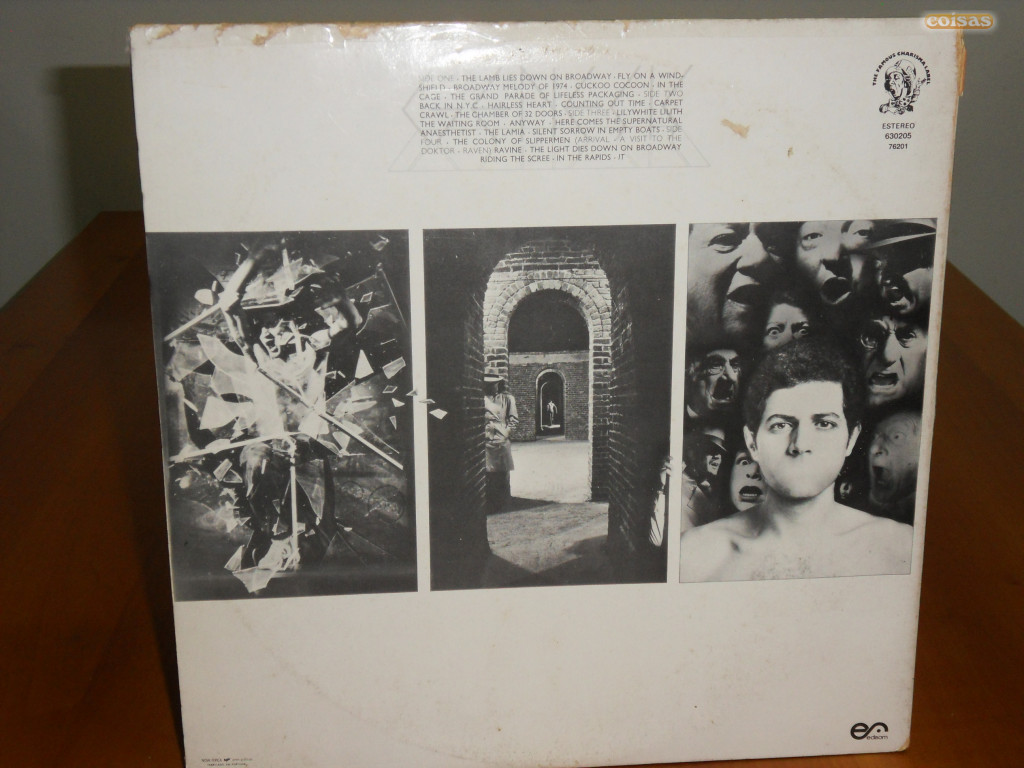 coisas
SIDE ONE - THE LAMB LIES DOWN ON BROADWAY - FLY ON A WIND-
SHIELD - BROADWAY MELODY OF 1974 - CUCKOO COCOON - IN THE
CAGE - THE GRAND PARADE OF LIFELESS PACKAGING - SIDE TWO
BACK IN N.Y.C. - HAIRLESS HEART - COUNTING OUT TIME - CARPET
CRAWL - THE CHAMBER OF 32 DOORS - SIDE THREE - LILYWHITE LILITH
THE WAITING ROOM - ANYWAY - HERE COMES THE SUPERNATURAL
ANAESTHETIST - THE LAMIA - SILENT SORROW IN EMPTY BOATS - SIDE
FOUR - THE COLONY OF SLIPPERMEN (ARRIVAL - A VISIT TO THE
DOKTOR - RAVEN) RAVINE - THE LIGHT DIES DOWN ON BROADWAY
RIDING THE SCREE - IN THE RAPIDS - IT
THE FAMOUS CHARISMA LABEL
ESTEREO
630205
76201
edisom